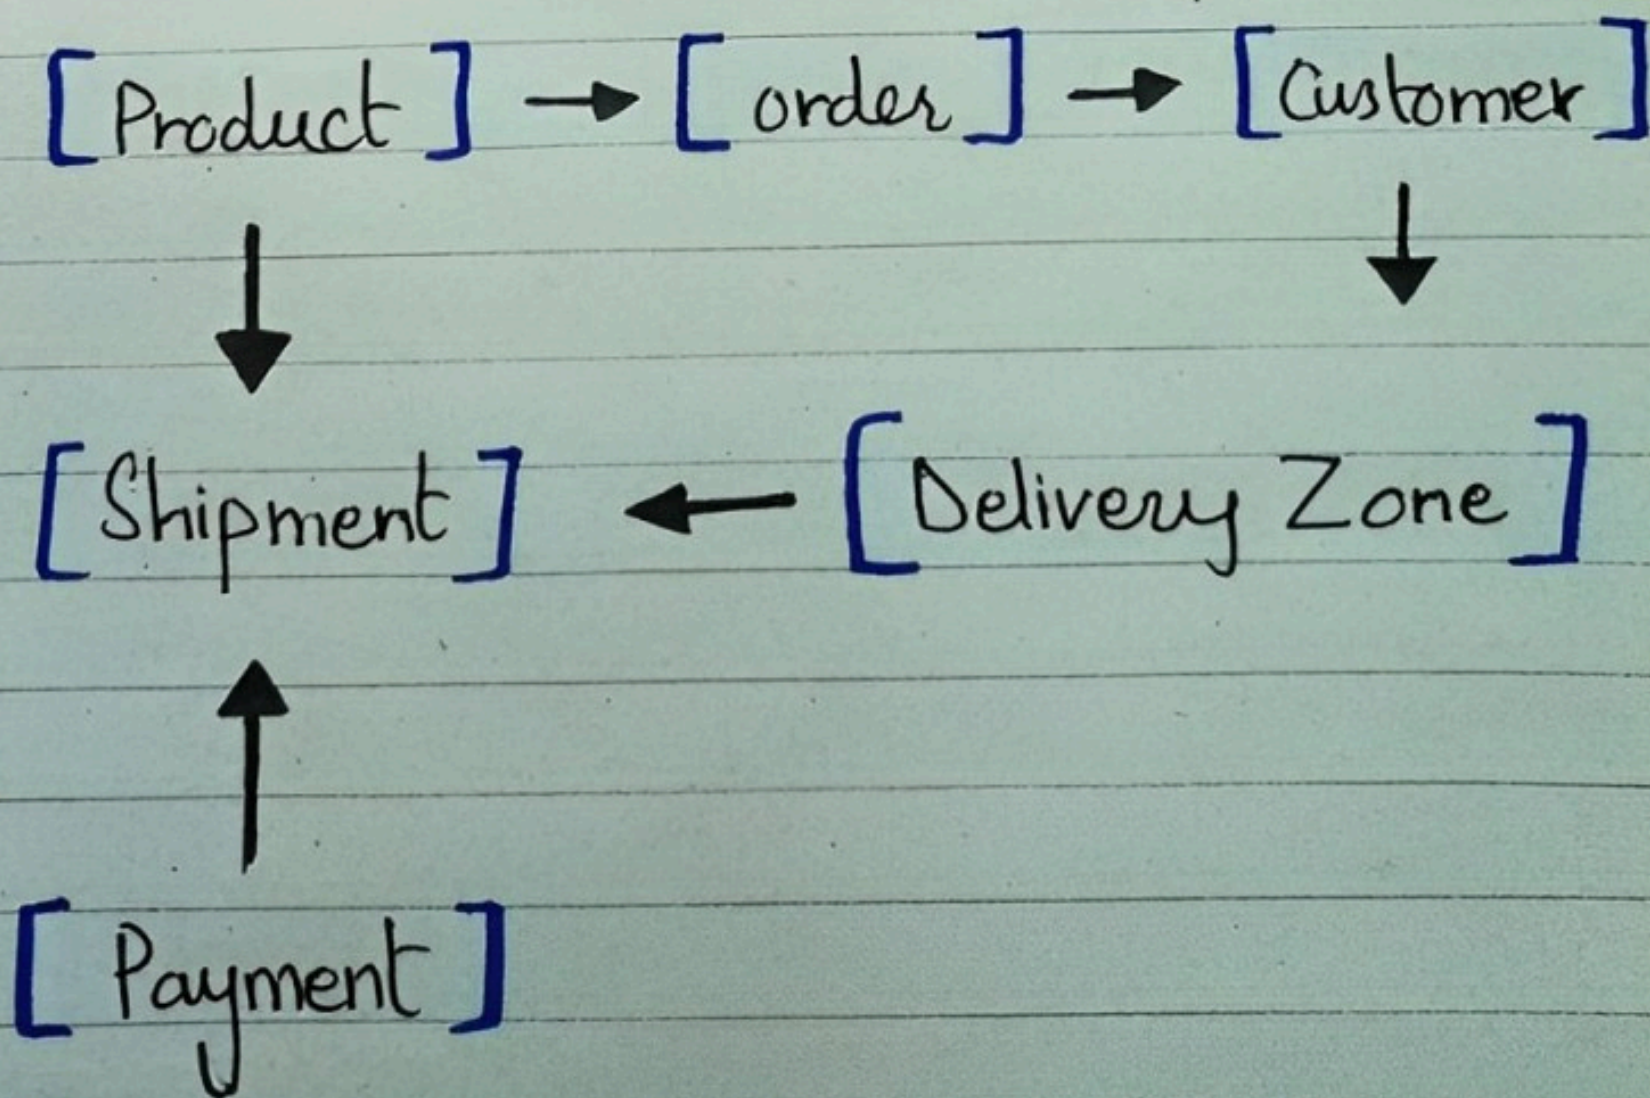 [Product] → [order] → [Customer]
↓ ↓
[Shipment] ← [Delivery Zone]
↑
[Payment]